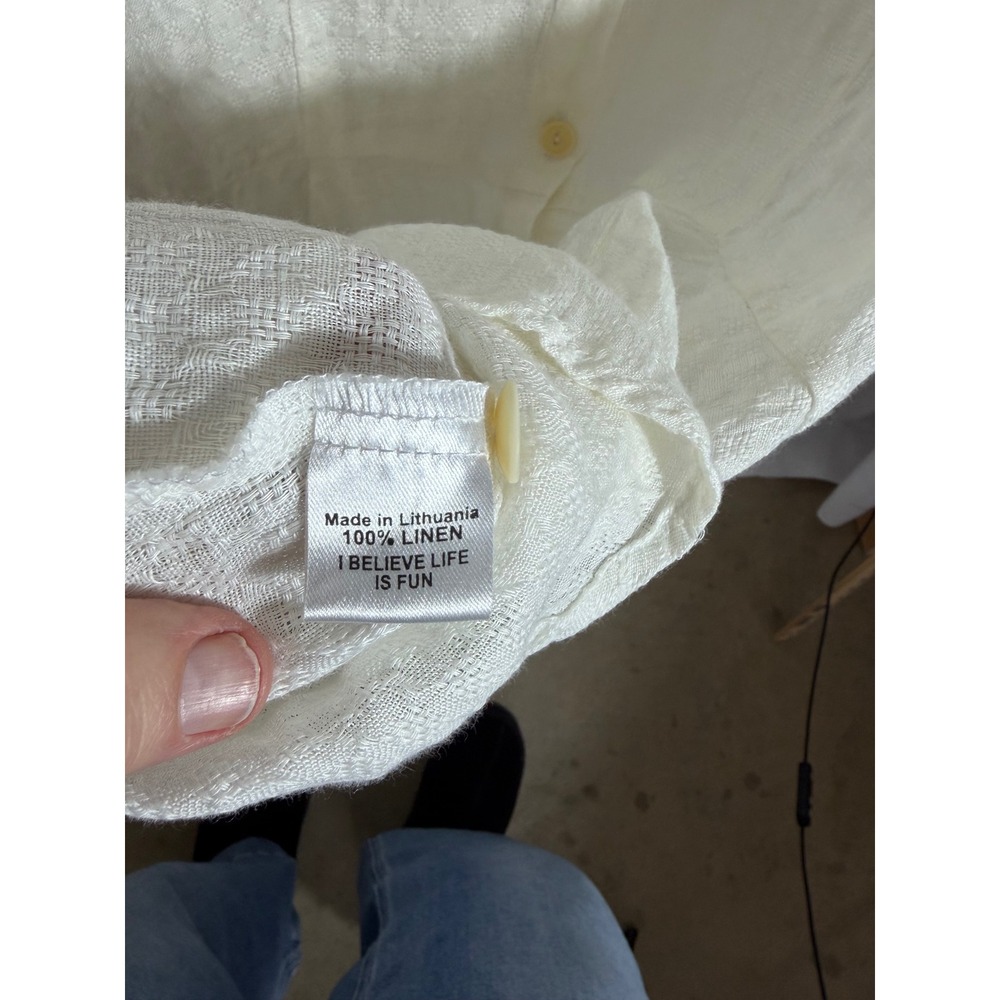 Made in Lithuania
100% LINEN
I BELIEVE LIFE
IS FUN